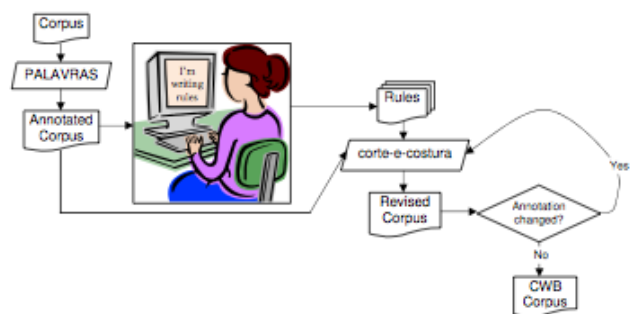 Corpus
PALAVRAS
Annotated
Corpus
I'm
writing
rules
Rules
corte-e-costura
Revised
Corpus
Annotation
changed?
Yes
No
CWB
Corpus